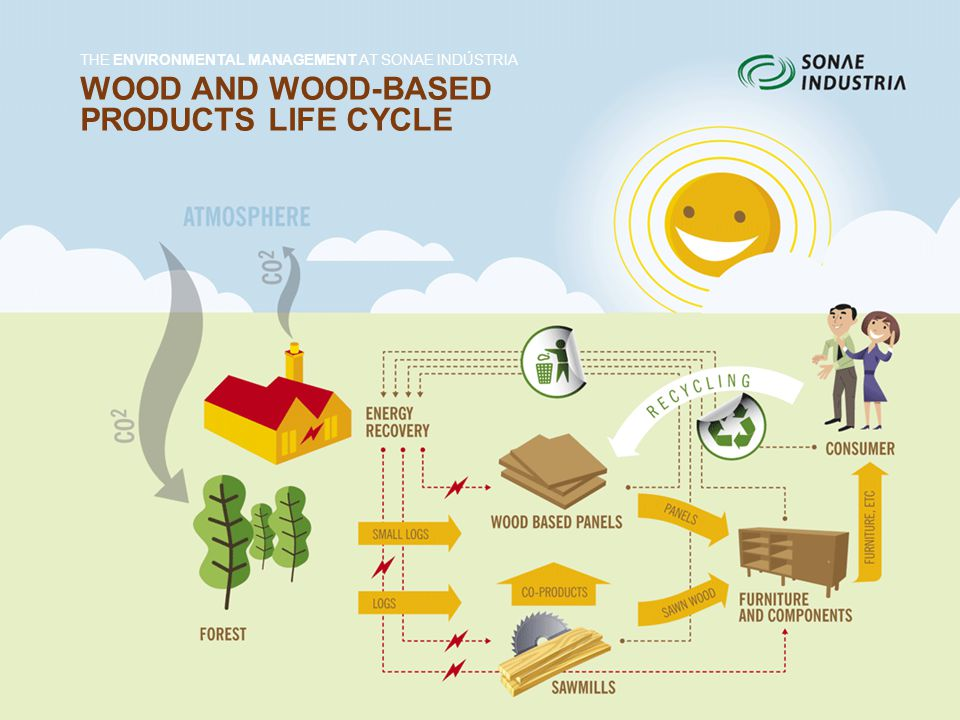 THE ENVIRONMENTAL MANAGEMENT AT SONAE INDÚSTRIA
WOOD AND WOOD-BASED
PRODUCTS LIFE CYCLE
SONAE
INDUSTRIA
ATMOSPHERE
CO²
CO²
ENERGY
RECOVERY
RECYCLING
CONSUMER
WOOD BASED PANELS
SMALL LOGS
PANELS
FURNITURE, ETC
LOGS
CO-PRODUCTS
SAWN WOOD
FURNITURE
AND COMPONENTS
FOREST
SAWMILLS